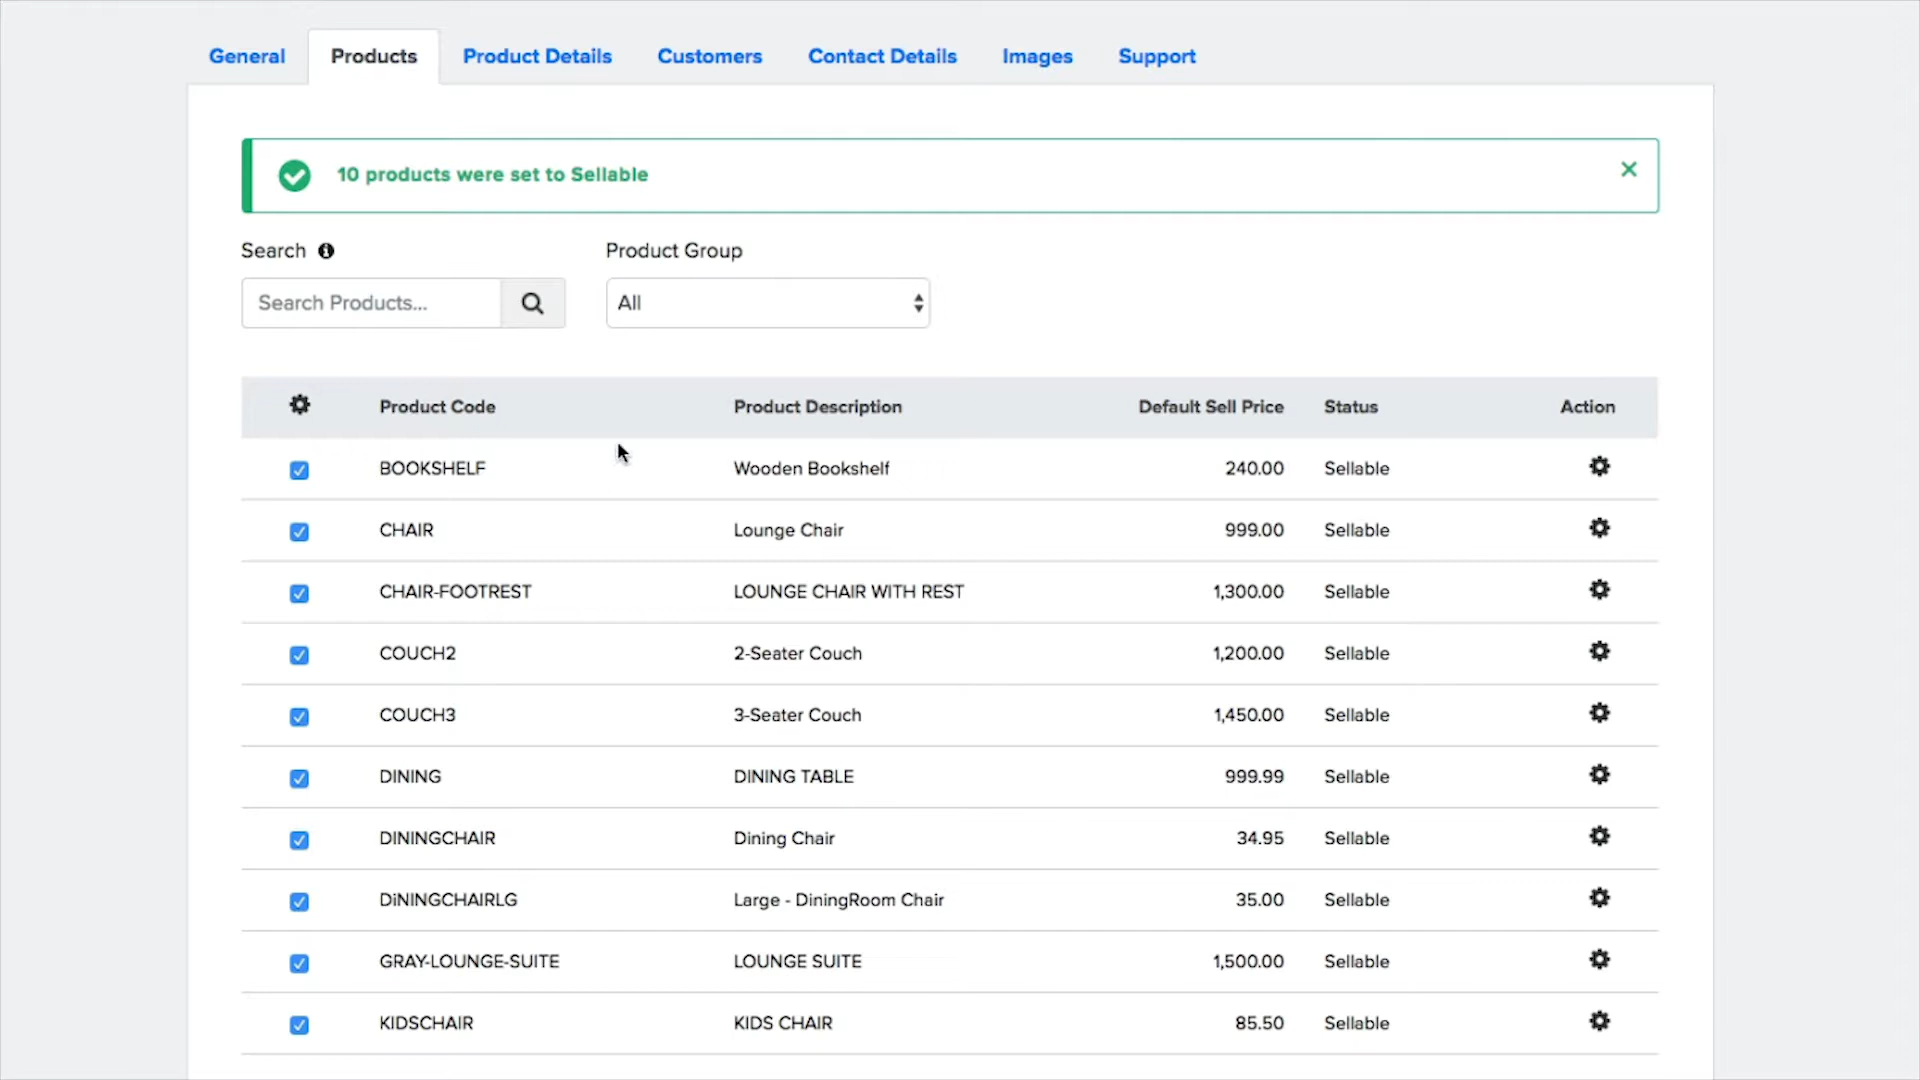 General Products Product Details Customers Contact Details Images Support
10 products were set to Sellable
Search Product Group
Search Products... All
Product Code Product Description Default Sell Price Status Action
BOOKSHELF Wooden Bookshelf 240.00 Sellable
CHAIR Lounge Chair 999.00 Sellable
CHAIR-FOOTREST LOUNGE CHAIR WITH REST 1,300.00 Sellable
COUCH2 2-Seater Couch 1,200.00 Sellable
COUCH3 3-Seater Couch 1,450.00 Sellable
DINING DINING TABLE 999.99 Sellable
DININGCHAIR Dining Chair 34.95 Sellable
DiNINGCHAIRLG Large - DiningRoom Chair 35.00 Sellable
GRAY-LOUNGE-SUITE LOUNGE SUITE 1,500.00 Sellable
KIDSCHAIR KIDS CHAIR 85.50 Sellable